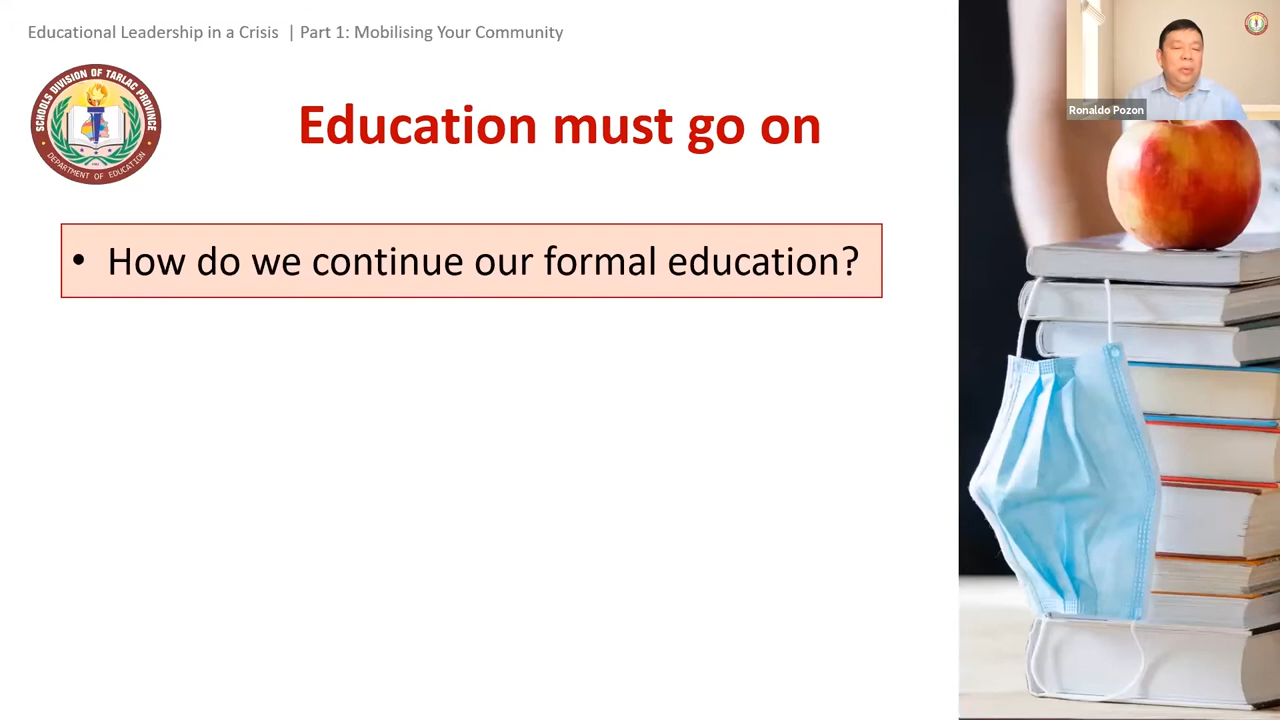 Educational Leadership in a Crisis | Part 1: Mobilising Your Community
Ronaldo Pozon
SCHOOLS DIVISION OF TARLAC PROVINCE
DEPARTMENT OF EDUCATION
Education must go on
• How do we continue our formal education?